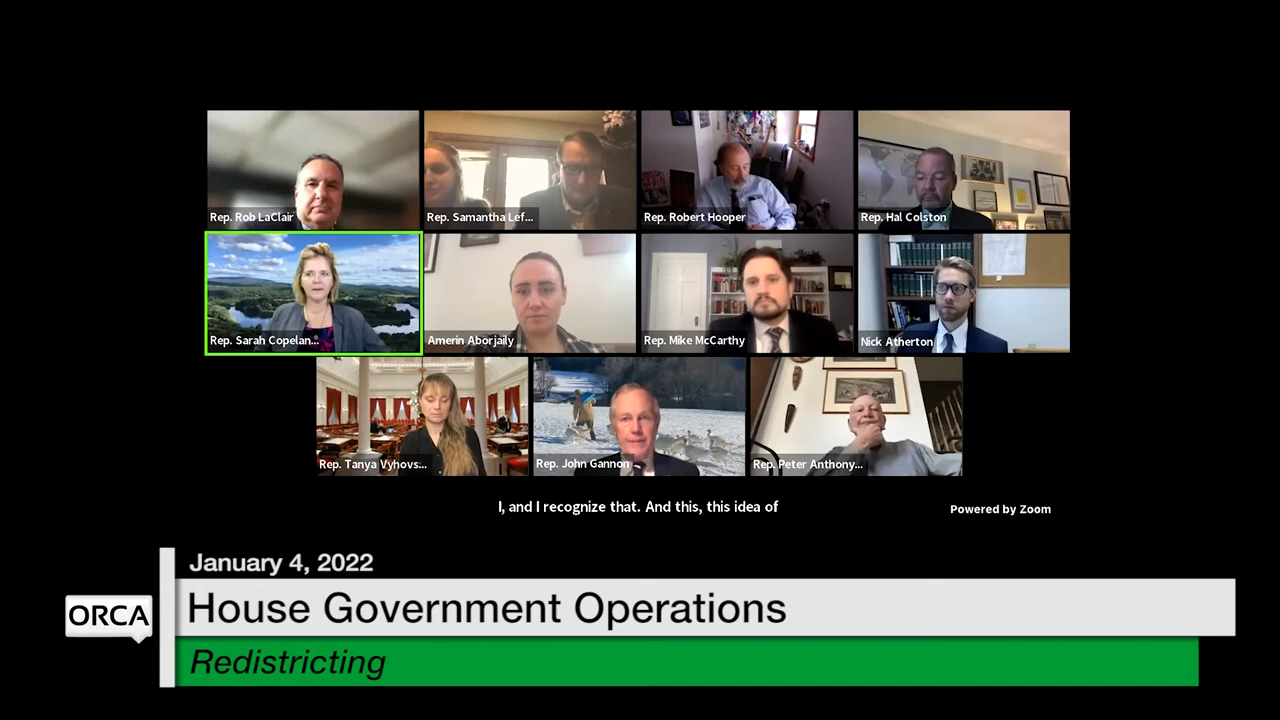 Rep. Rob LaClair
Rep. Samantha Lef...
Rep. Robert Hooper
Rep. Hal Colston
Rep. Sarah Copelan...
Amerin Aborjaily
Rep. Mike McCarthy
Nick Atherton
Rep. Tanya Vyhovs...
Rep. John Gannon
Rep. Peter Anthony...
I, and I recognize that. And this, this idea of
Powered by Zoom
January 4, 2022
ORCA
House Government Operations
Redistricting